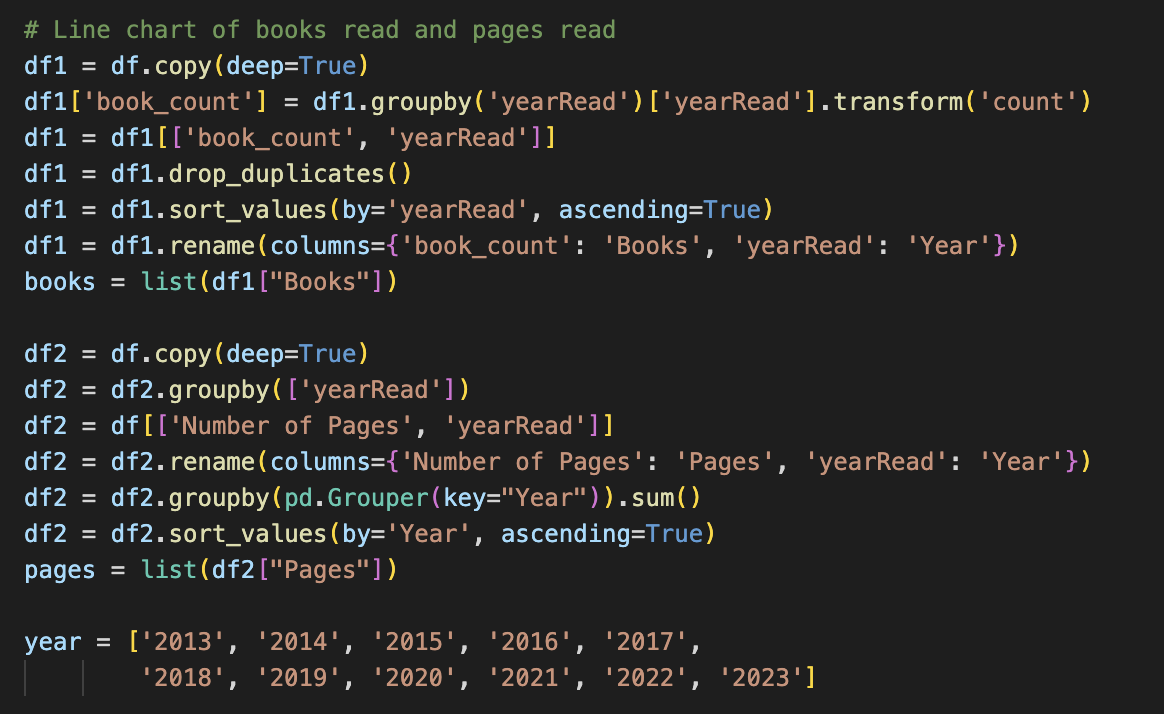 # Line chart of books read and pages read
df1 = df.copy(deep=True)
df1['book_count'] = df1.groupby('yearRead')['yearRead'].transform('count')
df1 = df1[['book_count', 'yearRead']]
df1 = df1.drop_duplicates()
df1 = df1.sort_values(by='yearRead', ascending=True)
df1 = df1.rename(columns={'book_count': 'Books', 'yearRead': 'Year'})
books = list(df1["Books"])

df2 = df.copy(deep=True)
df2 = df2.groupby(['yearRead'])
df2 = df[['Number of Pages', 'yearRead']]
df2 = df2.rename(columns={'Number of Pages': 'Pages', 'yearRead': 'Year'})
df2 = df2.groupby(pd.Grouper(key="Year")).sum()
df2 = df2.sort_values(by='Year', ascending=True)
pages = list(df2["Pages"])

year = ['2013', '2014', '2015', '2016', '2017',
        '2018', '2019', '2020', '2021', '2022', '2023']